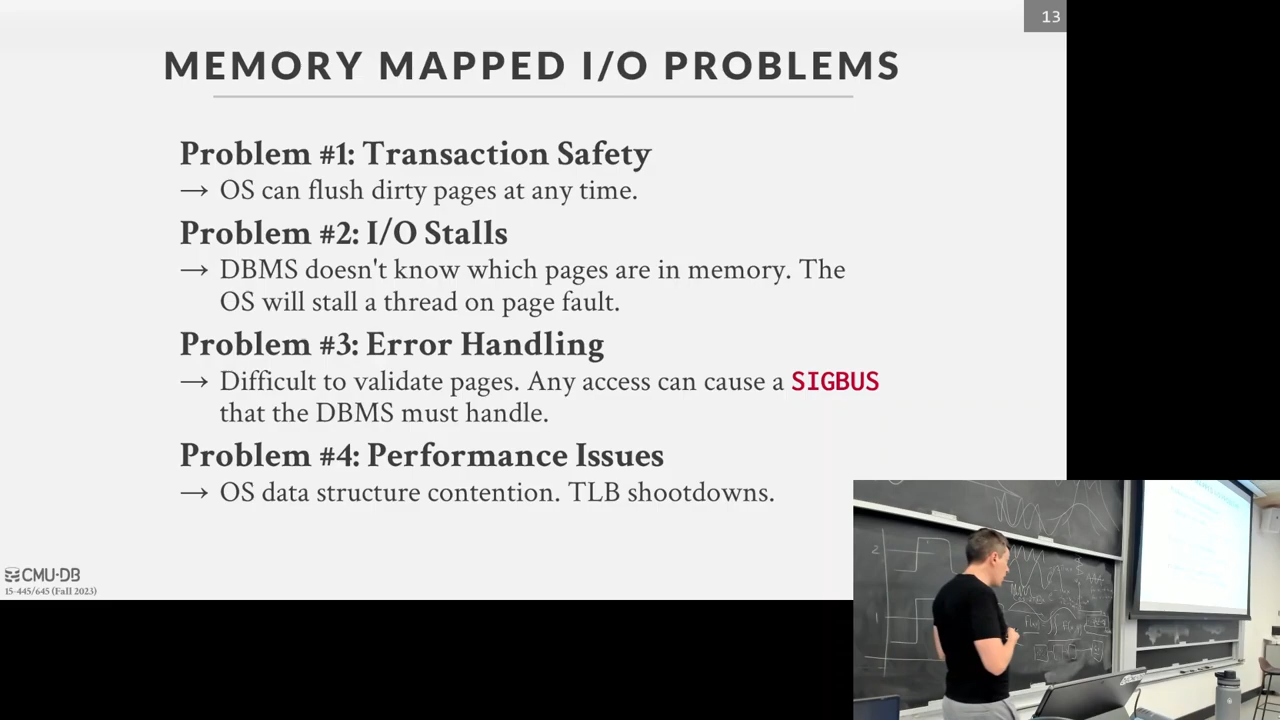 13
MEMORY MAPPED I/O PROBLEMS
Problem #1: Transaction Safety
→ OS can flush dirty pages at any time.
Problem #2: I/O Stalls
→ DBMS doesn't know which pages are in memory. The
OS will stall a thread on page fault.
Problem #3: Error Handling
→ Difficult to validate pages. Any access can cause a SIGBUS
that the DBMS must handle.
Problem #4: Performance Issues
→ OS data structure contention. TLB shootdowns.
CMU·DB
15-445/645 (Fall 2023)
2
1